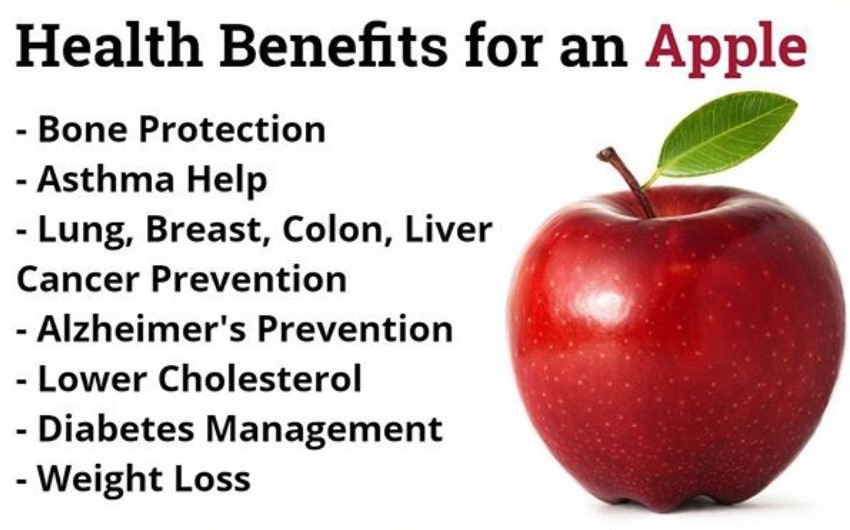 Health Benefits for an Apple
- Bone Protection
- Asthma Help
- Lung, Breast, Colon, Liver
Cancer Prevention
- Alzheimer's Prevention
- Lower Cholesterol
- Diabetes Management
- Weight Loss